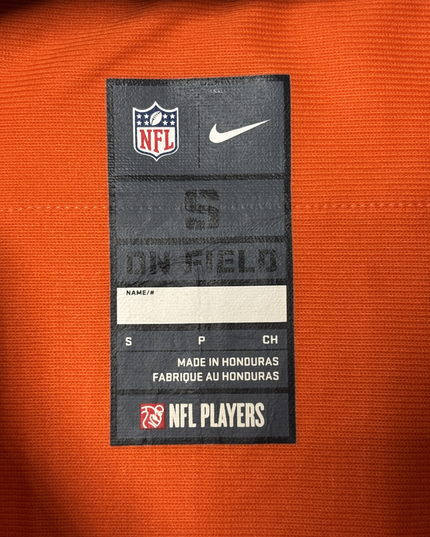 NFL
S
ON FIELD
NAME/#
S P CH
MADE IN HONDURAS
FABRIQUE AU HONDURAS
NFL PLAYERS